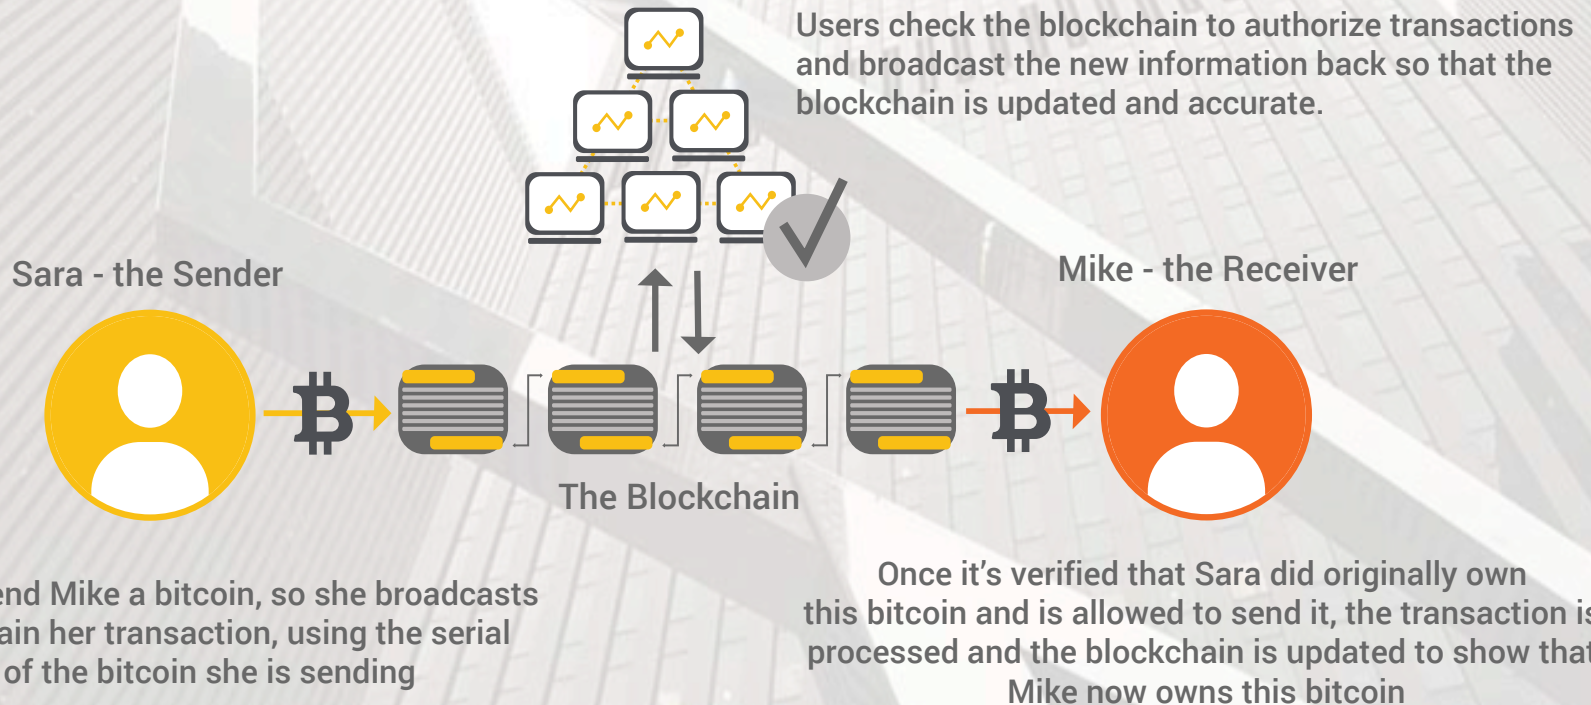 Users check the blockchain to authorize transactions
and broadcast the new information back so that the
blockchain is updated and accurate.
Sara - the Sender
Mike - the Receiver
The Blockchain
end Mike a bitcoin, so she broadcasts
ain her transaction, using the serial
of the bitcoin she is sending
Once it’s verified that Sara did originally own
this bitcoin and is allowed to send it, the transaction is
processed and the blockchain is updated to show that
Mike now owns this bitcoin